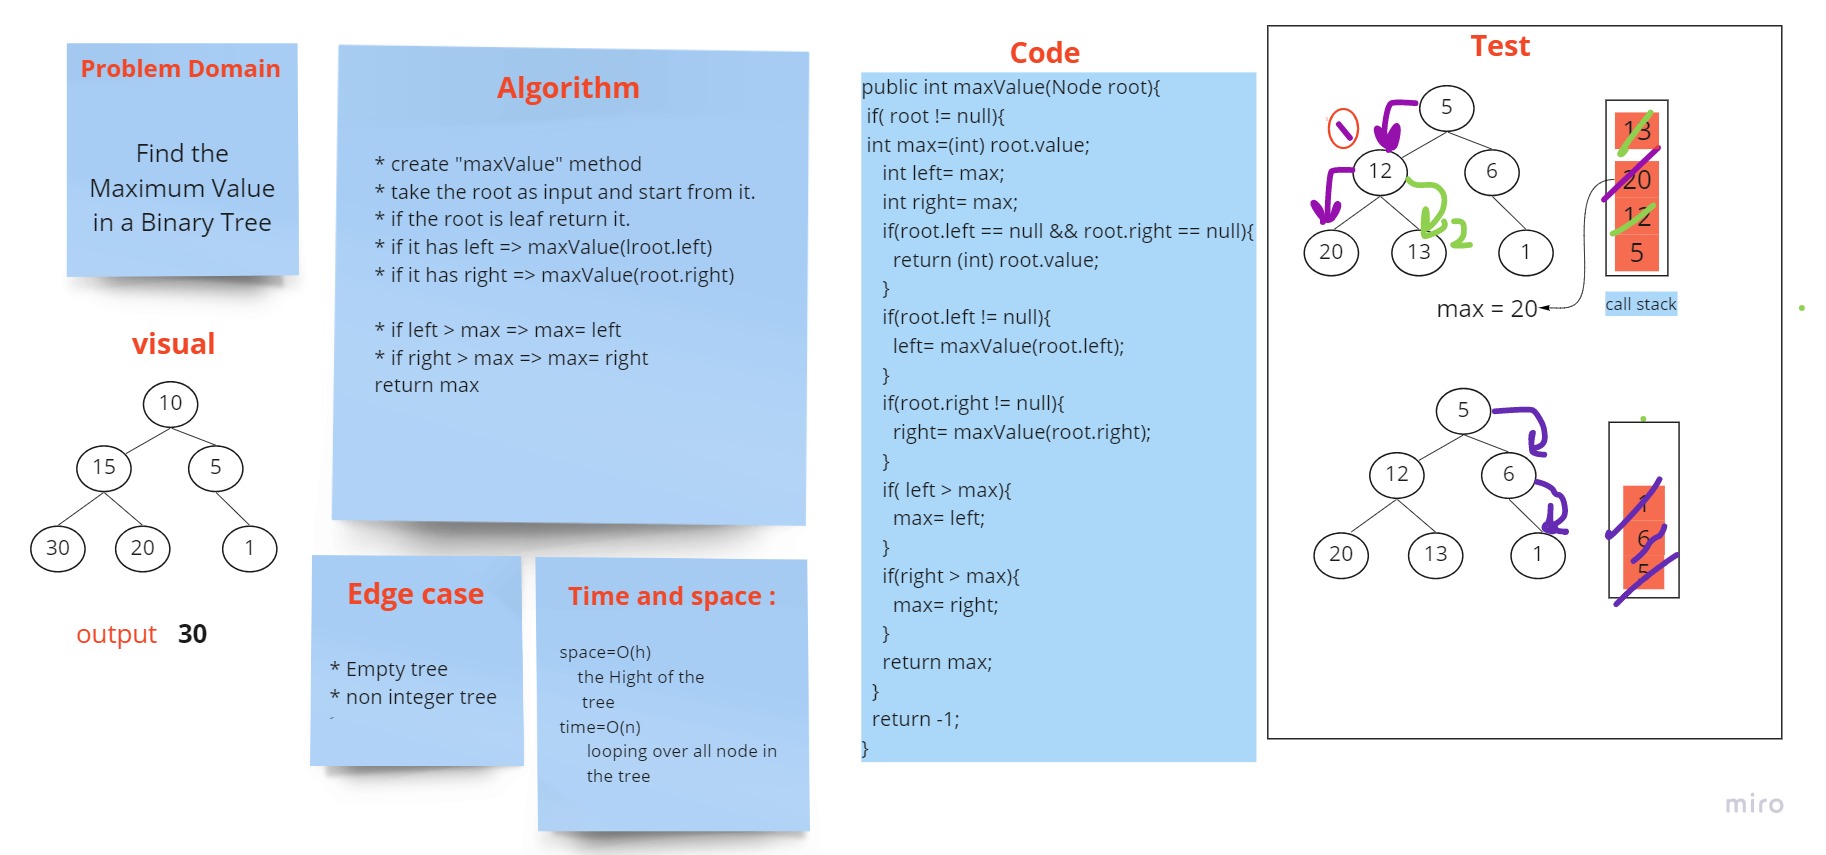 Problem Domain
Find the
Maximum Value
in a Binary Tree
visual
10
15
5
30
20
1
output 30
Algorithm
* create "maxValue" method
* take the root as input and start from it.
* if the root is leaf return it.
* if it has left => maxValue(lroot.left)
* if it has right => maxValue(root.right)
* if left > max => max= left
* if right > max => max= right
return max
Edge case
* Empty tree
* non integer tree
Time and space :
space=O(h)
the Hight of the
tree
time=O(n)
looping over all node in
the tree
Code
public int maxValue(Node root){
if( root != null){
int max=(int) root.value;
int left= max;
int right= max;
if(root.left == null && root.right == null){
return (int) root.value;
}
if(root.left != null){
left= maxValue(root.left);
}
if(root.right != null){
right= maxValue(root.right);
}
if( left > max){
max= left;
}
if(right > max){
max= right;
}
return max;
}
return -1;
}
Test
5
12
6
20
13
1
2
13
20
12
5
max = 20
call stack
5
12
6
20
13
1
1
6
5
miro